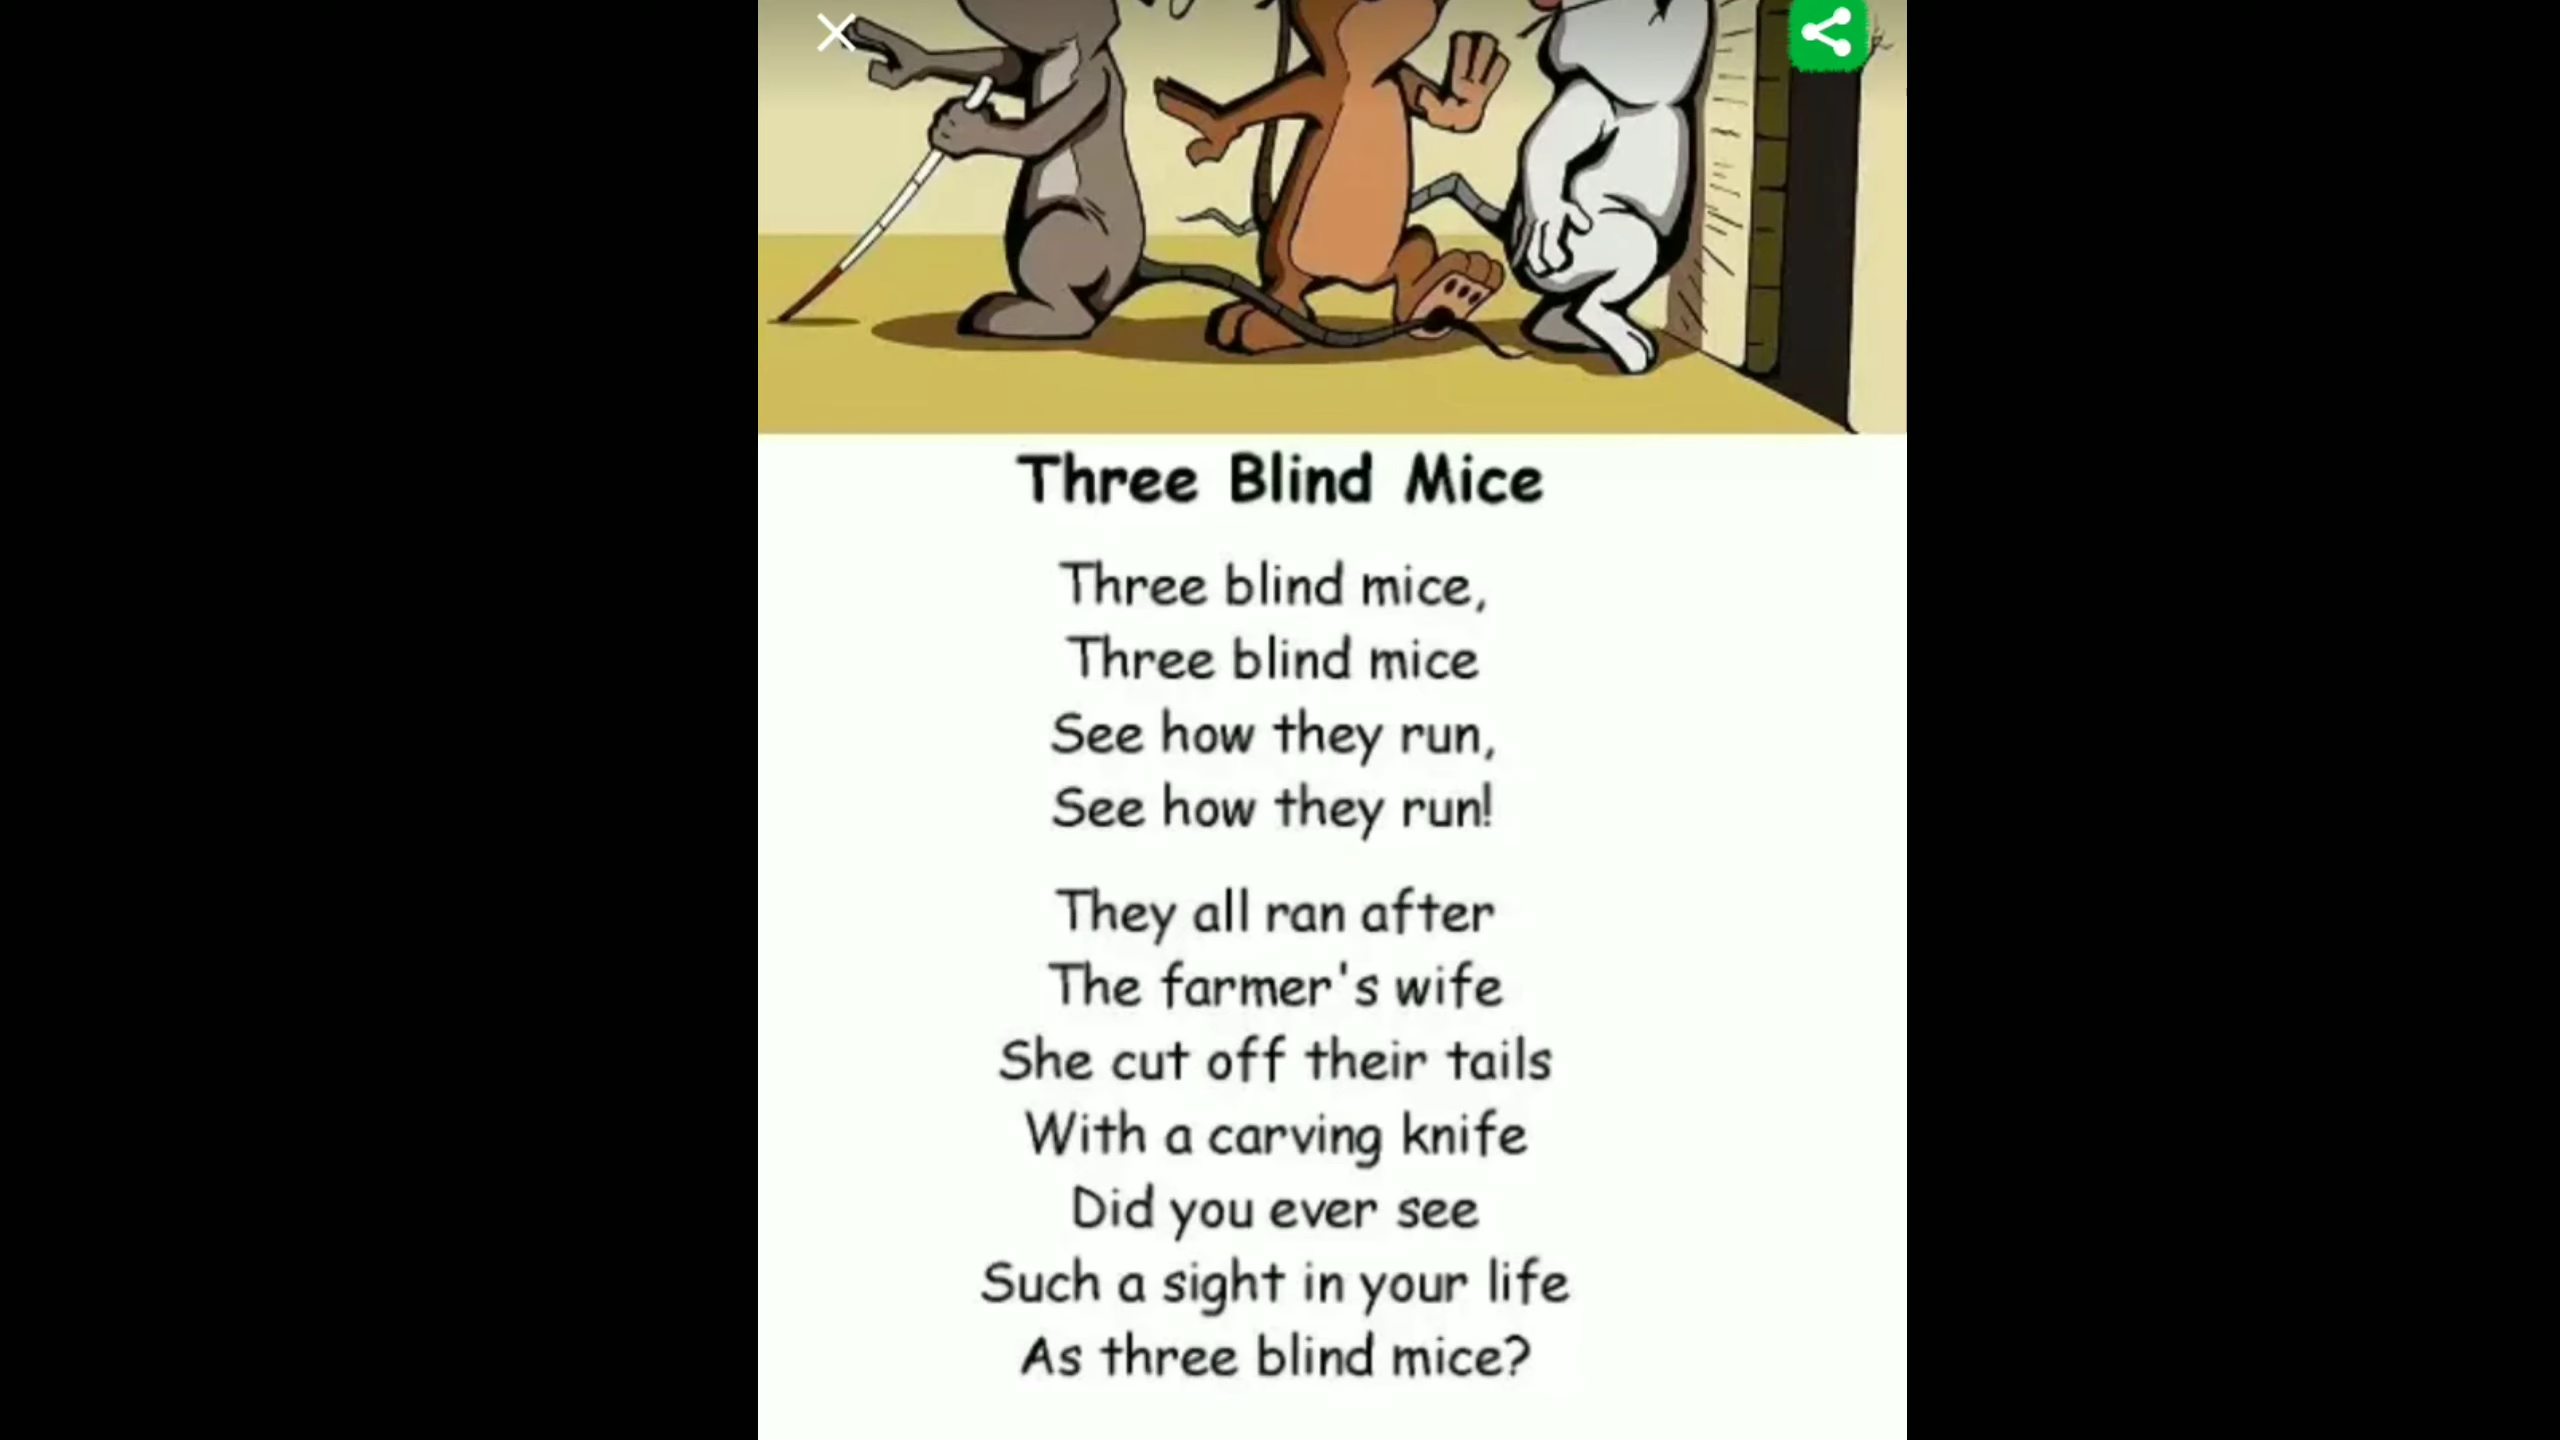 Three Blind Mice
Three blind mice,
Three blind mice
See how they run,
See how they run!
They all ran after
The farmer's wife
She cut off their tails
With a carving knife
Did you ever see
Such a sight in your life
As three blind mice?